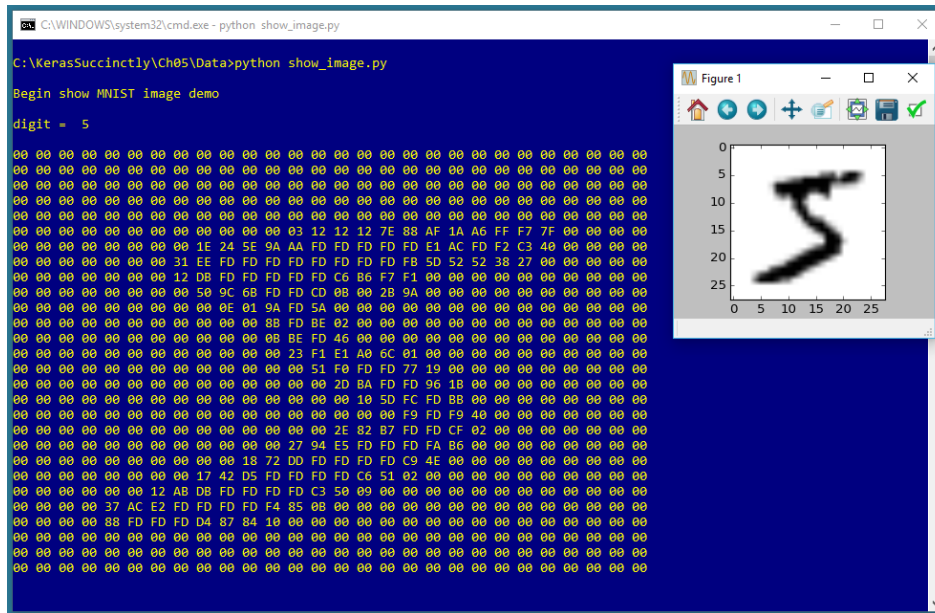 C:\WINDOWS\system32\cmd.exe - python show_image.py
C:\KerasSuccinctly\Ch05\Data>python show_image.py
Begin show MNIST image demo
digit = 5
00 00 00 00 00 00 00 00 00 00 00 00 00 00 00 00 00 00 00 00 00 00 00 00 00 00 00 00
00 00 00 00 00 00 00 00 00 00 00 00 00 00 00 00 00 00 00 00 00 00 00 00 00 00 00 00
00 00 00 00 00 00 00 00 00 00 00 00 00 00 00 00 00 00 00 00 00 00 00 00 00 00 00 00
00 00 00 00 00 00 00 00 00 00 00 00 00 00 00 00 00 00 00 00 00 00 00 00 00 00 00 00
00 00 00 00 00 00 00 00 00 00 00 00 00 00 00 00 00 00 00 00 00 00 00 00 00 00 00 00
00 00 00 00 00 00 00 00 00 00 00 00 03 12 12 12 7E 88 AF 1A A6 FF F7 7F 00 00 00 00
00 00 00 00 00 00 00 00 1E 24 5E 9A AA FD FD FD FD FD E1 AC FD F2 C3 40 00 00 00 00
00 00 00 00 00 00 00 31 EE FD FD FD FD FD FD FD FD FB 5D 52 52 38 27 00 00 00 00 00
00 00 00 00 00 00 00 12 DB FD FD FD FD FD C6 B6 F7 F1 00 00 00 00 00 00 00 00 00 00
00 00 00 00 00 00 00 00 50 9C 6B FD FD CD 0B 00 2B 9A 00 00 00 00 00 00 00 00 00 00
00 00 00 00 00 00 00 00 00 0E 01 9A FD 5A 00 00 00 00 00 00 00 00 00 00 00 00 00 00
00 00 00 00 00 00 00 00 00 00 00 8B FD BE 02 00 00 00 00 00 00 00 00 00 00 00 00 00
00 00 00 00 00 00 00 00 00 00 00 0B BE FD 46 00 00 00 00 00 00 00 00 00 00 00 00 00
00 00 00 00 00 00 00 00 00 00 00 00 23 F1 E1 A0 6C 01 00 00 00 00 00 00 00 00 00 00
00 00 00 00 00 00 00 00 00 00 00 00 00 51 F0 FD FD 77 19 00 00 00 00 00 00 00 00 00
00 00 00 00 00 00 00 00 00 00 00 00 00 00 2D BA FD FD 96 1B 00 00 00 00 00 00 00 00
00 00 00 00 00 00 00 00 00 00 00 00 00 00 00 10 5D FC FD BB 00 00 00 00 00 00 00 00
00 00 00 00 00 00 00 00 00 00 00 00 00 00 00 00 00 F9 FD F9 40 00 00 00 00 00 00 00
00 00 00 00 00 00 00 00 00 00 00 00 00 00 2E 82 B7 FD FD CF 02 00 00 00 00 00 00 00
00 00 00 00 00 00 00 00 00 00 00 00 27 94 E5 FD FD FD FA B6 00 00 00 00 00 00 00 00
00 00 00 00 00 00 00 00 00 00 18 72 DD FD FD FD FD C9 4E 00 00 00 00 00 00 00 00 00
00 00 00 00 00 00 00 00 17 42 D5 FD FD FD FD C6 51 02 00 00 00 00 00 00 00 00 00 00
00 00 00 00 00 00 12 AB DB FD FD FD FD C3 50 09 00 00 00 00 00 00 00 00 00 00 00 00
00 00 00 00 37 AC E2 FD FD FD FD F4 85 0B 00 00 00 00 00 00 00 00 00 00 00 00 00 00
00 00 00 00 88 FD FD FD D4 87 84 10 00 00 00 00 00 00 00 00 00 00 00 00 00 00 00 00
00 00 00 00 00 00 00 00 00 00 00 00 00 00 00 00 00 00 00 00 00 00 00 00 00 00 00 00
00 00 00 00 00 00 00 00 00 00 00 00 00 00 00 00 00 00 00 00 00 00 00 00 00 00 00 00
00 00 00 00 00 00 00 00 00 00 00 00 00 00 00 00 00 00 00 00 00 00 00 00 00 00 00 00
Figure 1
0
5
10
15
20
25
0 5 10 15 20 25
5